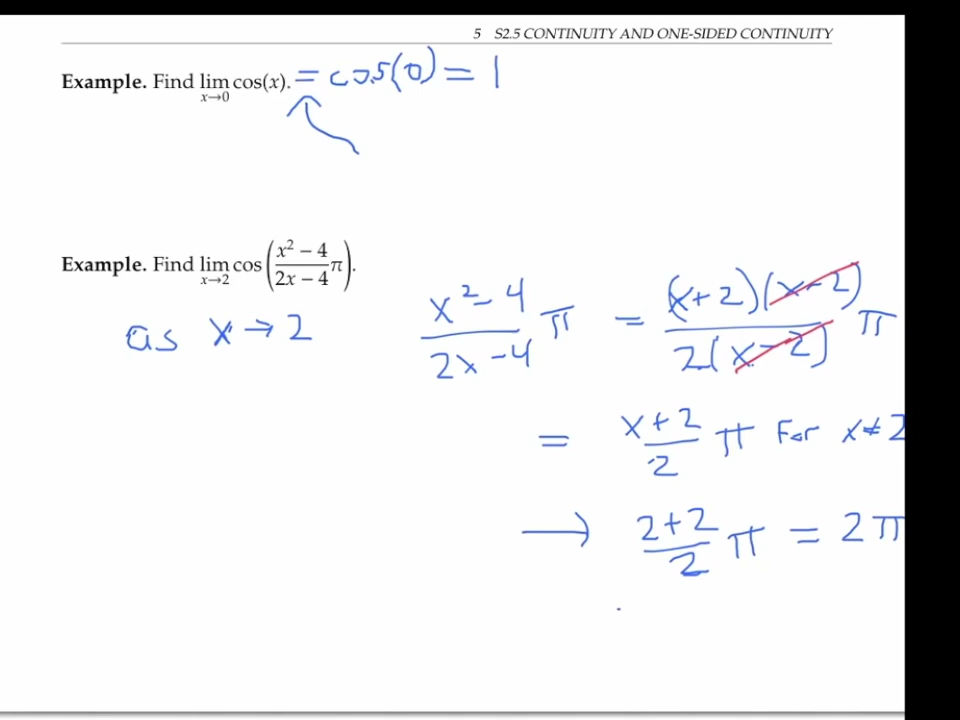 5 S2.5 CONTINUITY AND ONE-SIDED CONTINUITY
Example. Find lim_{x→0} cos(x). = cos(0) = 1
Example. Find lim_{x→2} cos((x² − 4)/(2x − 4) π).
as x → 2 (x² − 4)/(2x − 4) π = ((x + 2)(x − 2))/(2(x − 2)) π
= (x + 2)/2 π For x ≠ 2
→ (2 + 2)/2 π = 2π